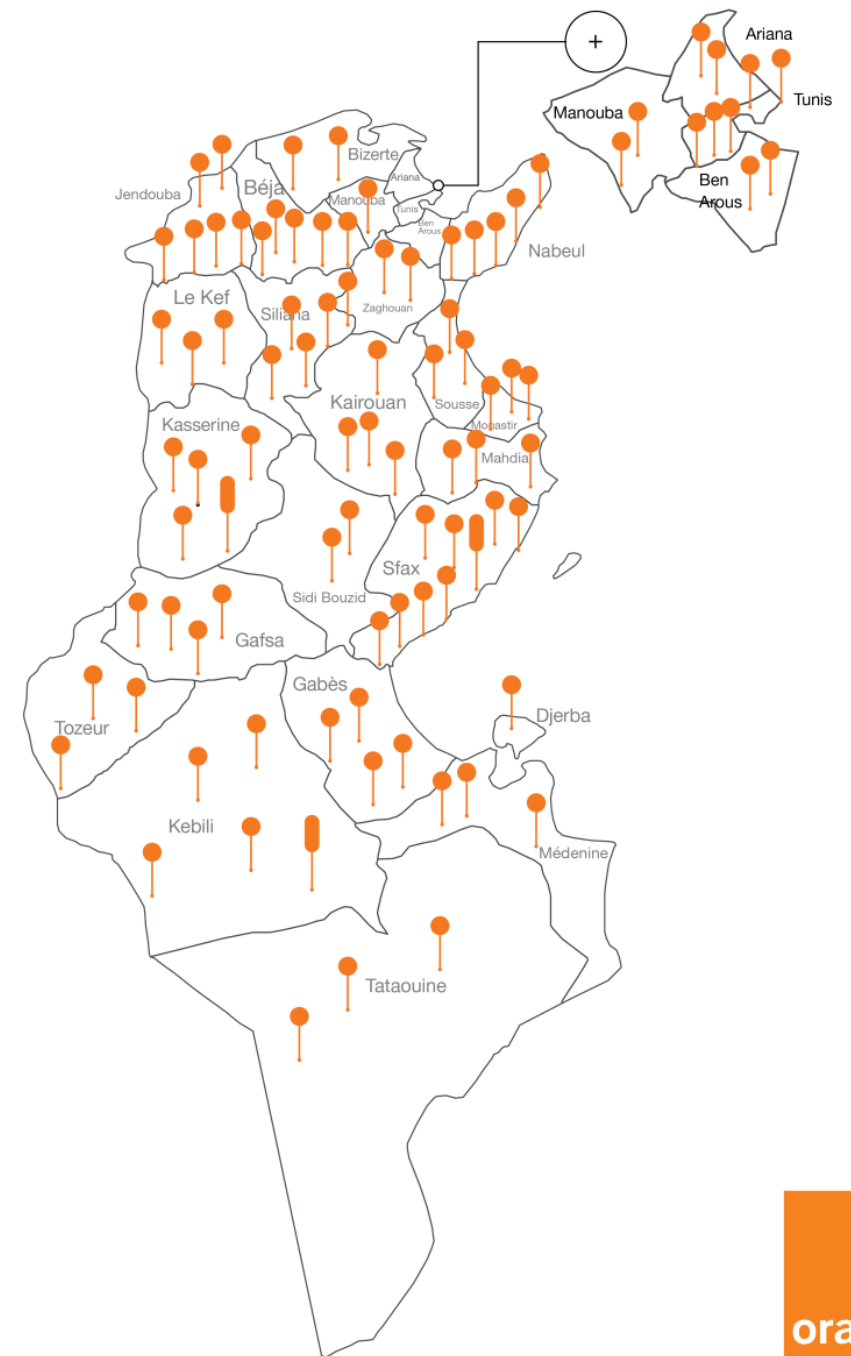 +
Ariana
Tunis
Manouba
Ben
Arous
Bizerte
Ariana
Jendouba
Béja
Manouba
Tunis
Ben
Arous
Nabeul
Le Kef
Siliana
Zaghouan
Kairouan
Sousse
Monastir
Kasserine
Mahdia
Sfax
Sidi Bouzid
Gafsa
Gabès
Tozeur
Djerba
Kebili
Médenine
Tataouine
ora